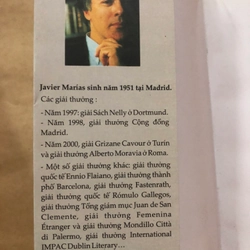 Javier Marias sinh năm 1951 tại Madrid.
Các giải thưởng :
- Năm 1997: giải Sách Nelly ở Dortmund.
- Năm 1998, giải thưởng Cộng đồng
Madrid.
- Năm 2000, giải Grizane Cavour ở Turin
và giải thưởng Alberto Moravia ở Roma.
- Một số giải thưởng khác: giải thưởng
quốc tế Ennio Flaiano, giải thưởng thành
phố Barcelona, giải thưởng Fastenrath,
giải thưởng quốc tế Rómulo Gallegos,
giải thưởng Tổng giám mục Juan de San
Clemente, giải thưởng Femenina
Étranger và giải thưởng Mondillo Città
di Palermo, giải thưởng International
IMPAC Dublin Literary…